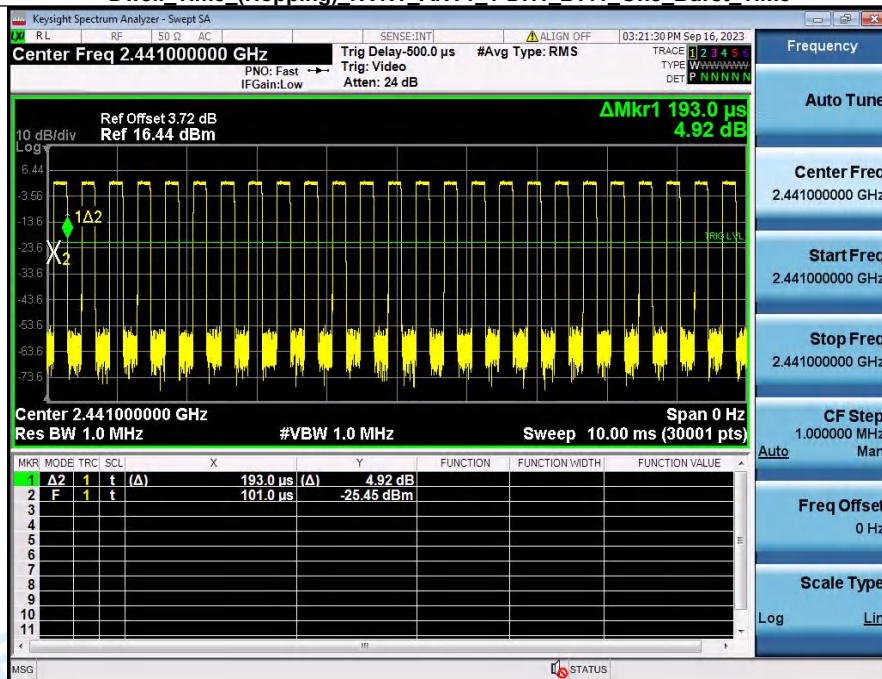 Keysight Spectrum Analyzer - Swept SA
RL RF 50 Ω AC SENSE:INT ALIGN OFF 03:21:30 PM Sep 16, 2023
Center Freq 2.441000000 GHz
PNO: Fast
IFGain:Low
Trig Delay-500.0 µs
Trig: Video
Atten: 24 dB
#Avg Type: RMS
TRACE 1 2 3 4 5 6
TYPE WWWWWW
DET P N N N N N
Ref Offset 3.72 dB
10 dB/div Ref 16.44 dBm
Log
ΔMkr1 193.0 µs
4.92 dB
6.44
-3.56
-13.6
-23.6
-33.6
-43.6
-53.6
-63.6
-73.6
1Δ2
2
TRIG LVL
Center 2.441000000 GHz Span 0 Hz
Res BW 1.0 MHz #VBW 1.0 MHz Sweep 10.00 ms (30001 pts)
MKR MODE TRC SCL X Y FUNCTION FUNCTION WIDTH FUNCTION VALUE
1 Δ2 1 t (Δ) 193.0 µs (Δ) 4.92 dB
2 F 1 t 101.0 µs -25.45 dBm
3
4
5
6
7
8
9
10
11
MSG STATUS
Frequency
Auto Tune
Center Freq
2.441000000 GHz
Start Freq
2.441000000 GHz
Stop Freq
2.441000000 GHz
CF Step
1.000000 MHz
Auto Man
Freq Offset
0 Hz
Scale Type
Log Lin